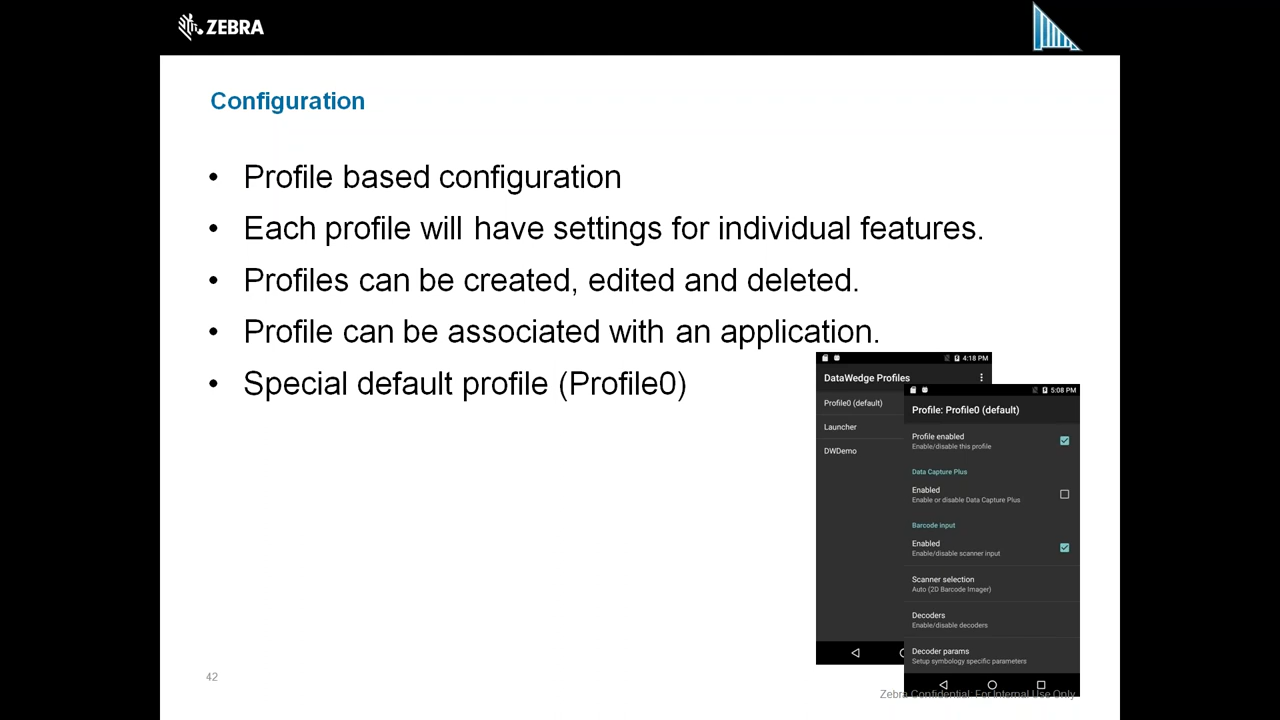 ZEBRA
Configuration
• Profile based configuration
• Each profile will have settings for individual features.
• Profiles can be created, edited and deleted.
• Profile can be associated with an application.
• Special default profile (Profile0)
4:18 PM
DataWedge Profiles
Profile0 (default)
Launcher
DWDemo
5:08 PM
Profile: Profile0 (default)
Profile enabled
Enable/disable this profile
Data Capture Plus
Enabled
Enable or disable Data Capture Plus
Barcode input
Enabled
Enable/disable scanner input
Scanner selection
Auto (2D Barcode Imager)
Decoders
Enable/disable decoders
Decoder params
Setup symbology specific parameters
42
Zebra Confidential: For Internal Use Only